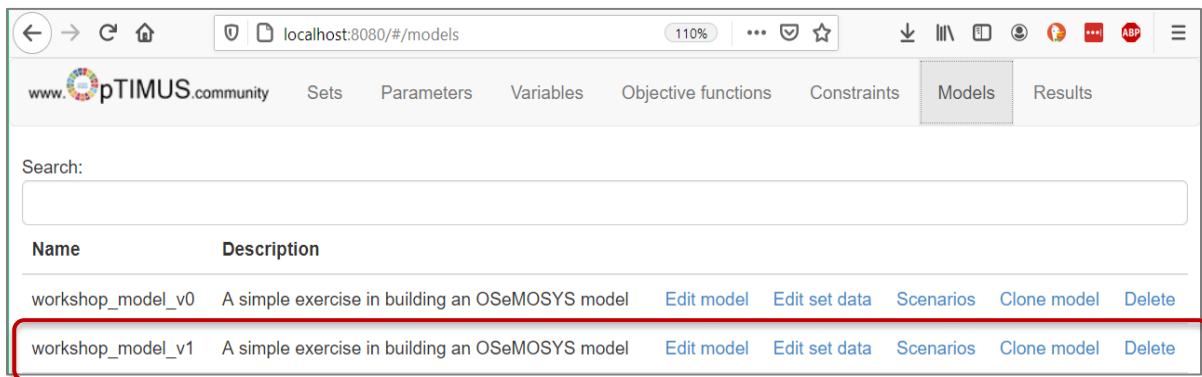 localhost:8080/#/models 110% ABP
www.OpTIMUS.community Sets Parameters Variables Objective functions Constraints Models Results
Search:
Name Description
workshop_model_v0 A simple exercise in building an OSeMOSYS model Edit model Edit set data Scenarios Clone model Delete
workshop_model_v1 A simple exercise in building an OSeMOSYS model Edit model Edit set data Scenarios Clone model Delete